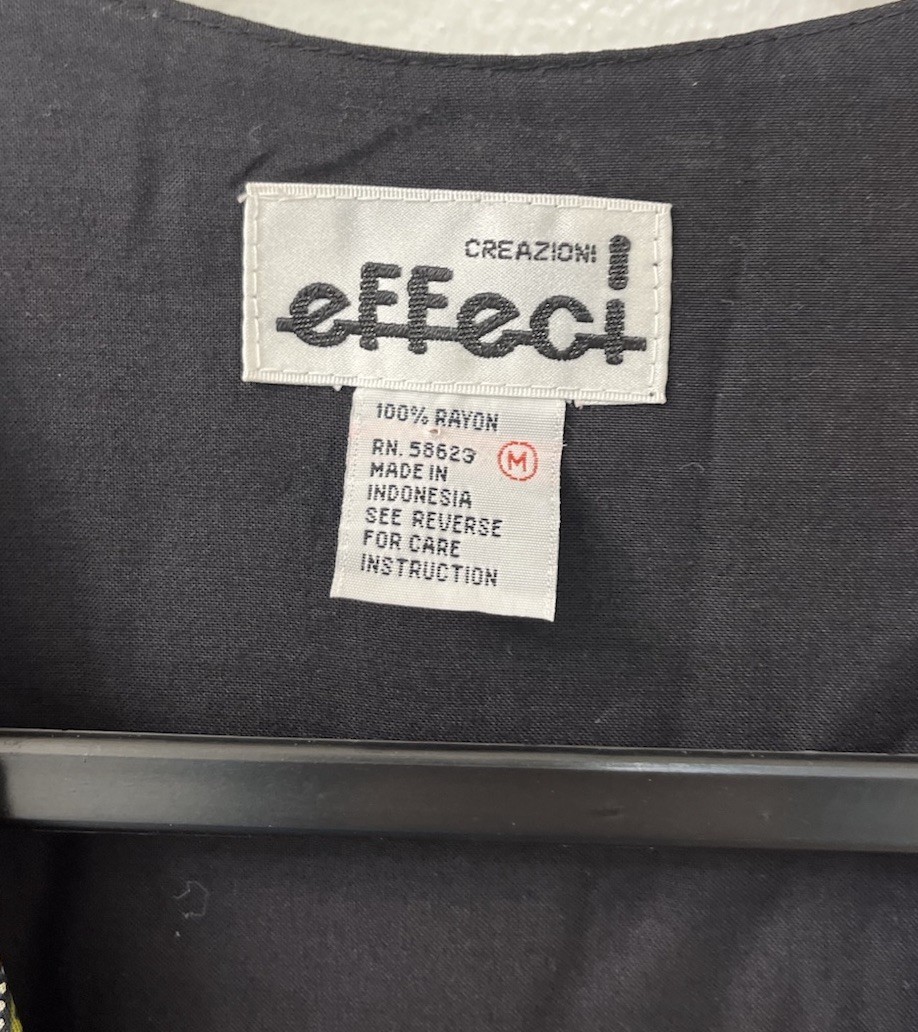 CREAZIONI
effeci
100% RAYON
RN. 58623
M
MADE IN
INDONESIA
SEE REVERSE
FOR CARE
INSTRUCTION